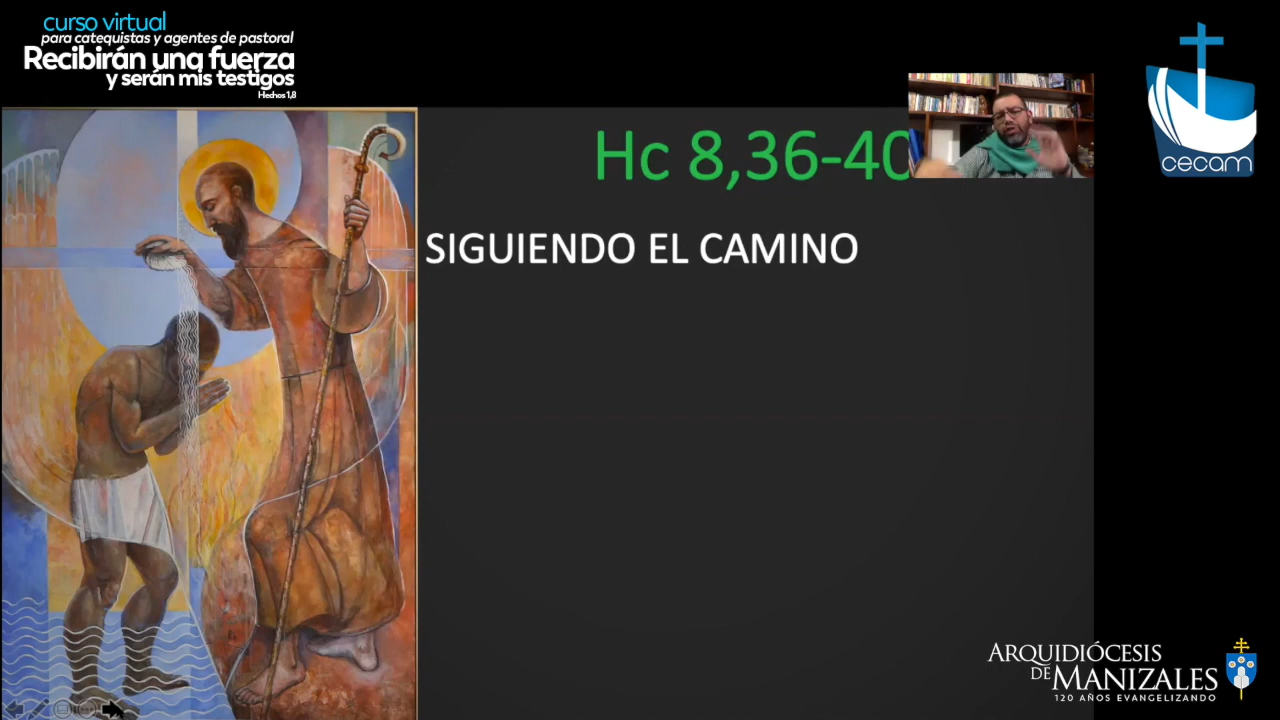 curso virtual
para catequistas y agentes de pastoral
Recibirán una fuerza
y serán mis testigos
Hechos 1,8
cecam
Hc 8,36-40
SIGUIENDO EL CAMINO
ARQUIDIÓCESIS
DE MANIZALES
120 AÑOS EVANGELIZANDO